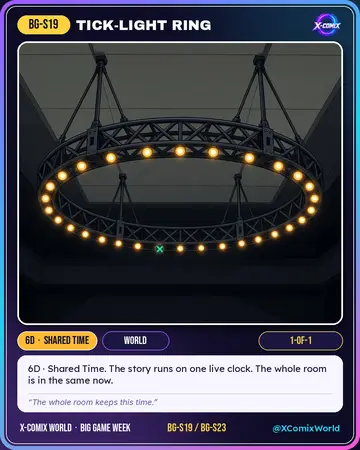 BG-S19 TICK-LIGHT RING X-COMIX
6D · SHARED TIME WORLD 1-OF-1
6D · Shared Time. The story runs on one live clock. The whole room
is in the same now.
“The whole room keeps this time.”
X-COMIX WORLD · BIG GAME WEEK BG-S19 / BG-S23 @XComixWorld